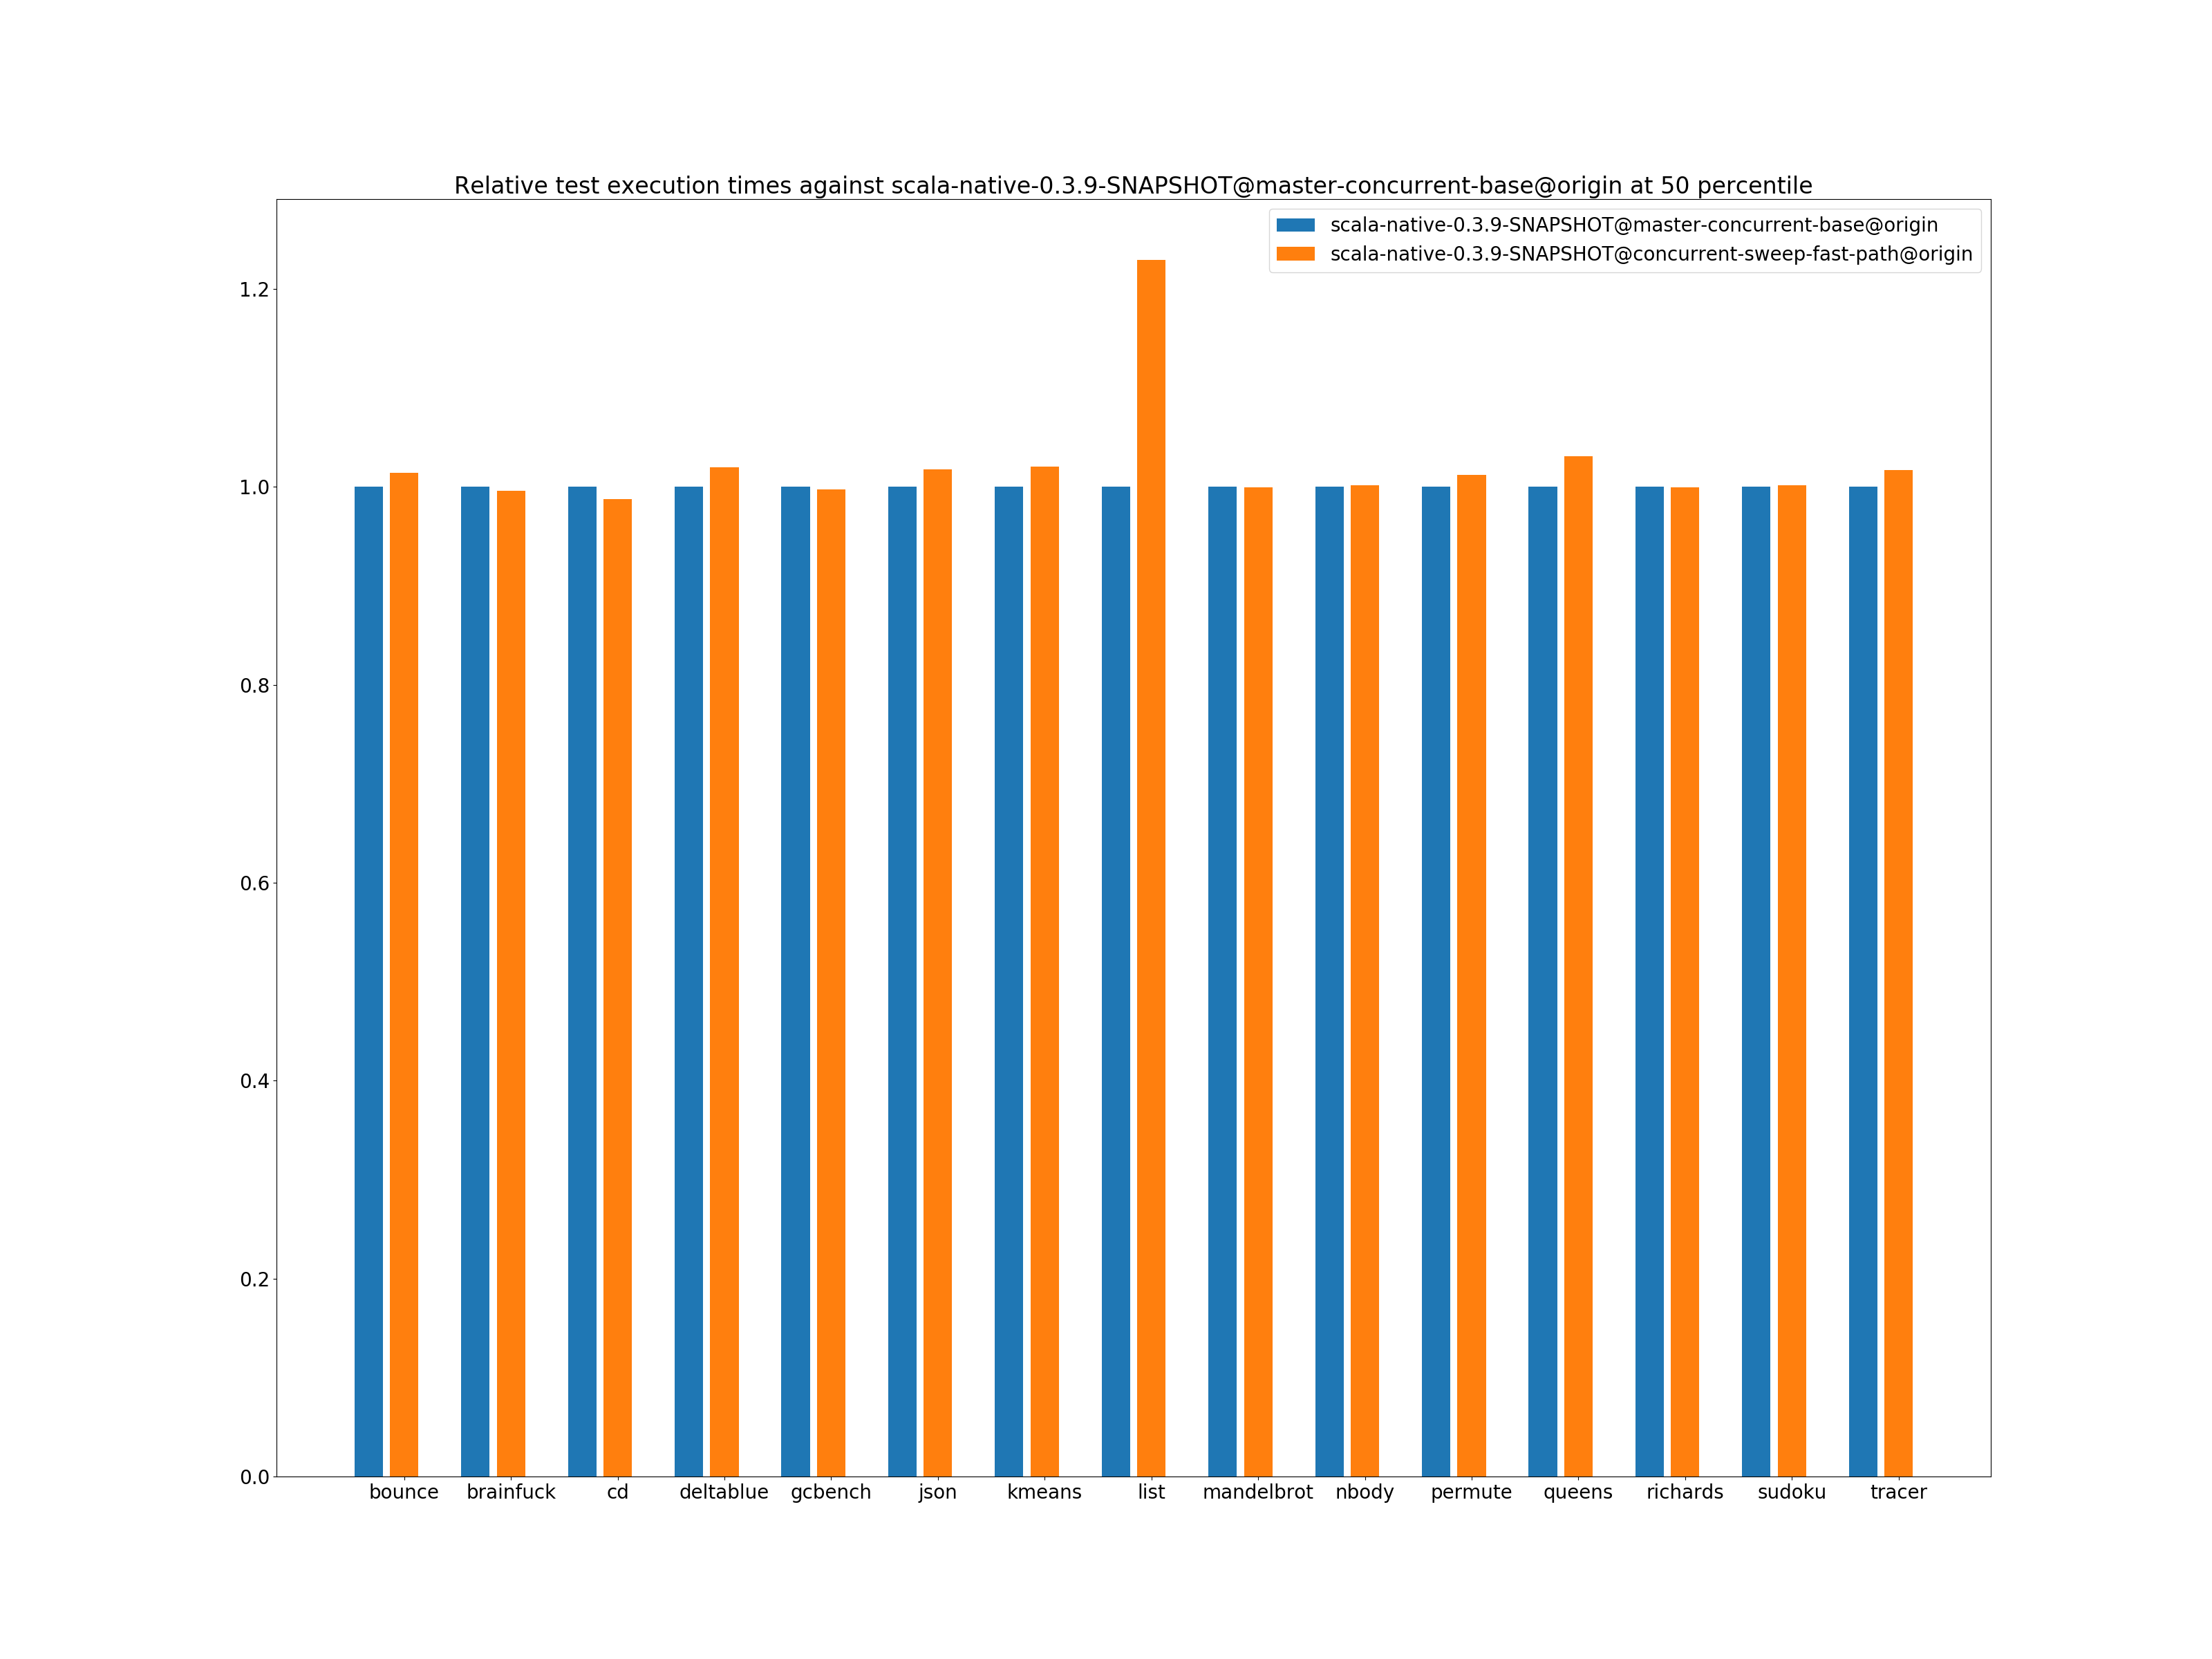 Relative test execution times against scala-native-0.3.9-SNAPSHOT@master-concurrent-base@origin at 50 percentile
scala-native-0.3.9-SNAPSHOT@master-concurrent-base@origin
scala-native-0.3.9-SNAPSHOT@concurrent-sweep-fast-path@origin
1.2
1.0
0.8
0.6
0.4
0.2
0.0
bounce brainfuck cd deltablue gcbench json kmeans list mandelbrot nbody permute queens richards sudoku tracer